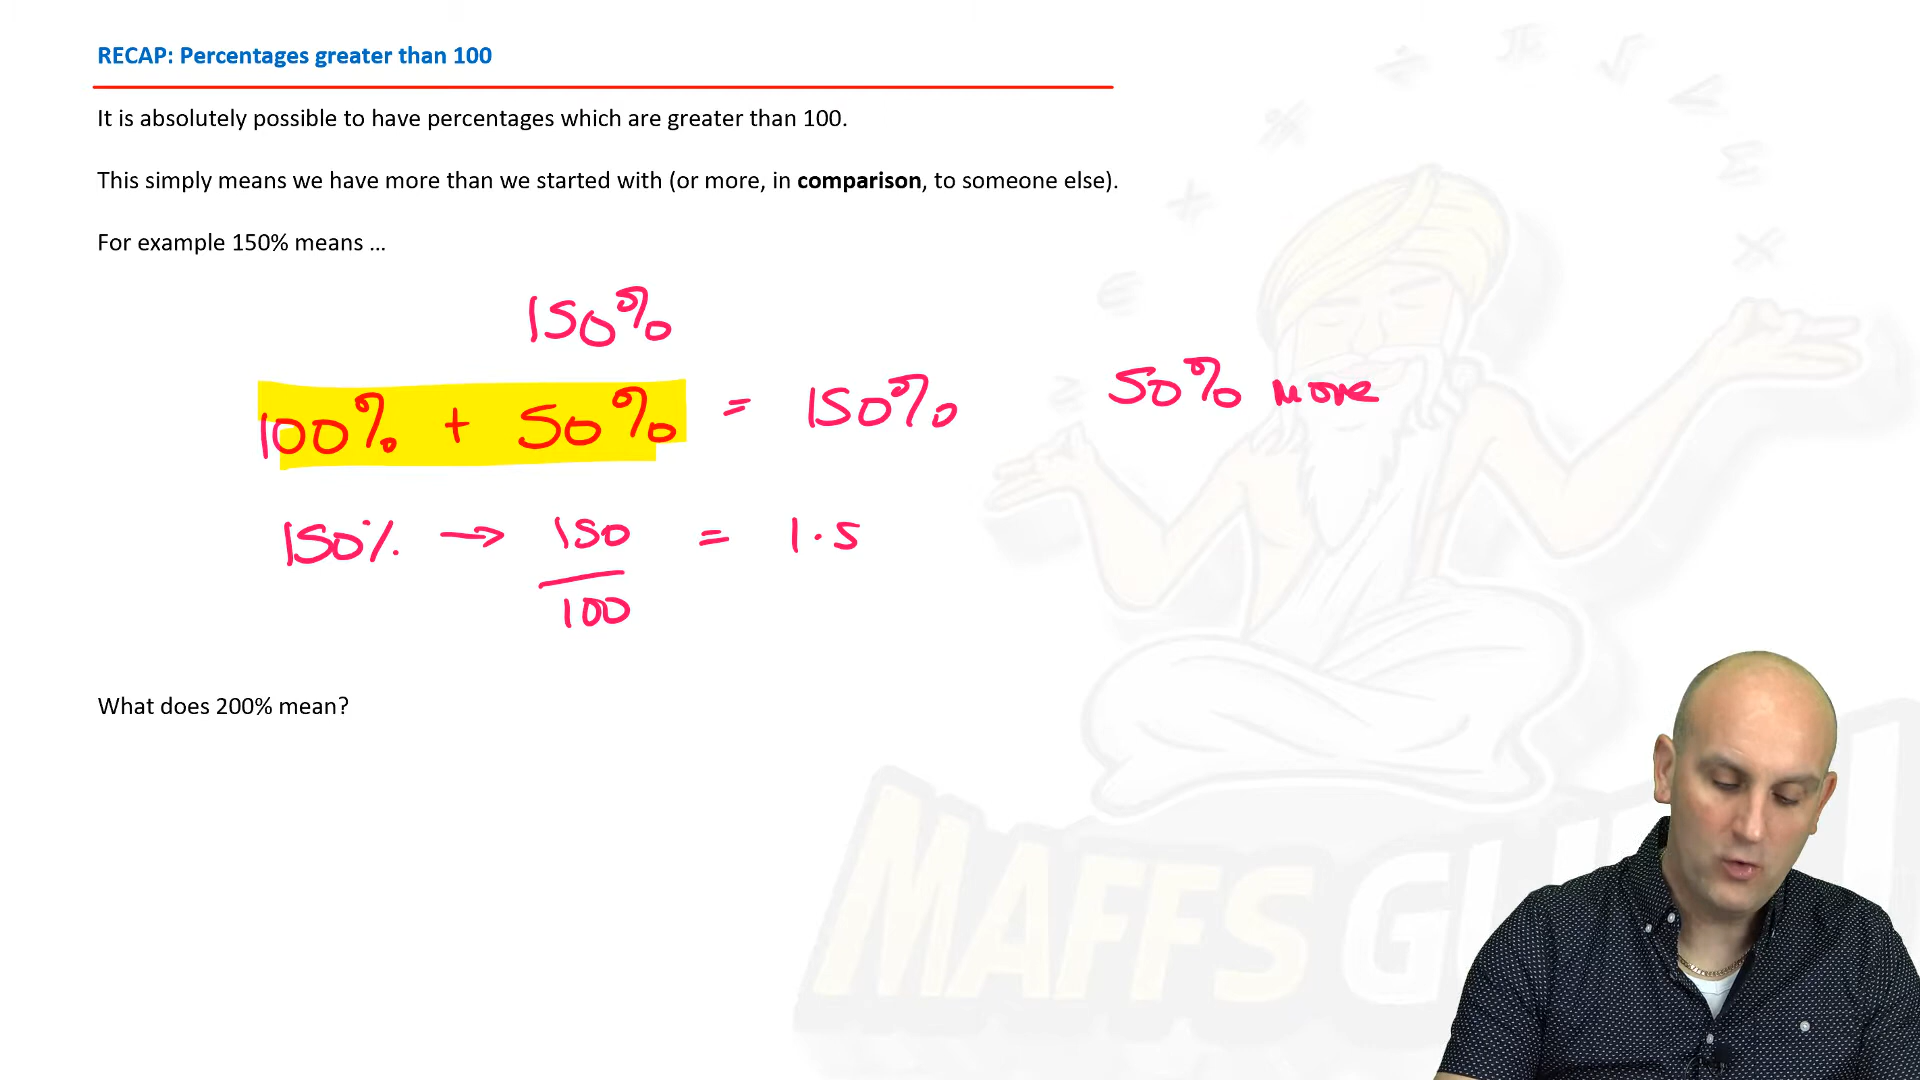 RECAP: Percentages greater than 100
It is absolutely possible to have percentages which are greater than 100.
This simply means we have more than we started with (or more, in comparison, to someone else).
For example 150% means ...
150%
100% + 50% = 150% 50% more
150% → 150 = 1.5
100
What does 200% mean?
MAFFS GU